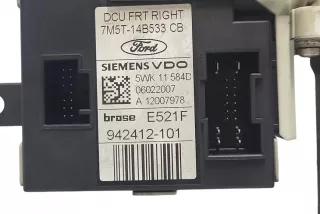 DCU FRT RIGHT
7M5T-14B533 CB
Ford
SIEMENS VDO
5WK 11 584D
06022007
A 12007978
brose E521F
942412-101